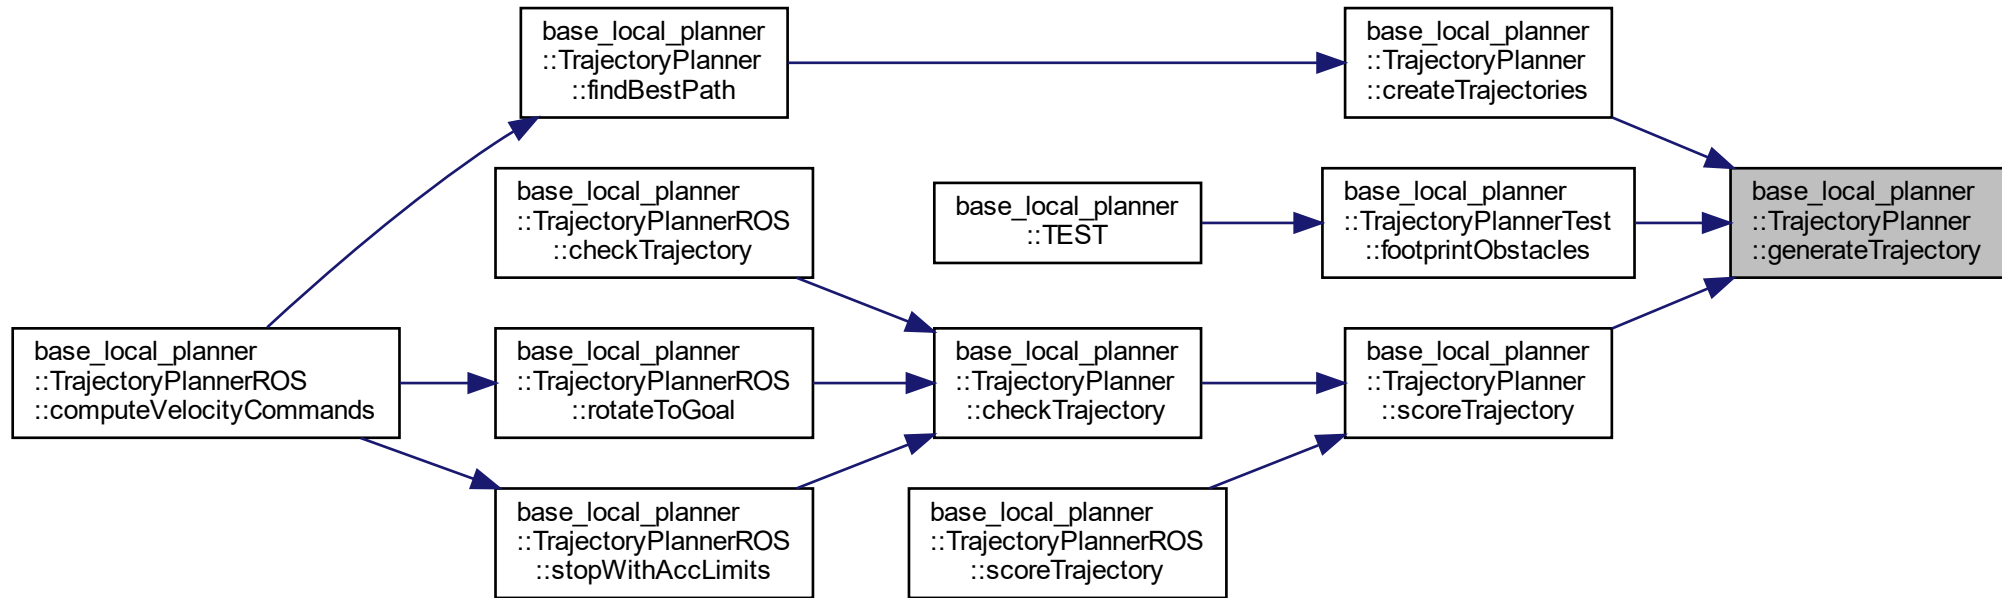 base_local_planner
::TrajectoryPlanner
::findBestPath
base_local_planner
::TrajectoryPlanner
::createTrajectories
base_local_planner
::TrajectoryPlannerROS
::checkTrajectory
base_local_planner
::TEST
base_local_planner
::TrajectoryPlannerTest
::footprintObstacles
base_local_planner
::TrajectoryPlanner
::generateTrajectory
base_local_planner
::TrajectoryPlannerROS
::computeVelocityCommands
base_local_planner
::TrajectoryPlannerROS
::rotateToGoal
base_local_planner
::TrajectoryPlanner
::checkTrajectory
base_local_planner
::TrajectoryPlanner
::scoreTrajectory
base_local_planner
::TrajectoryPlannerROS
::stopWithAccLimits
base_local_planner
::TrajectoryPlannerROS
::scoreTrajectory